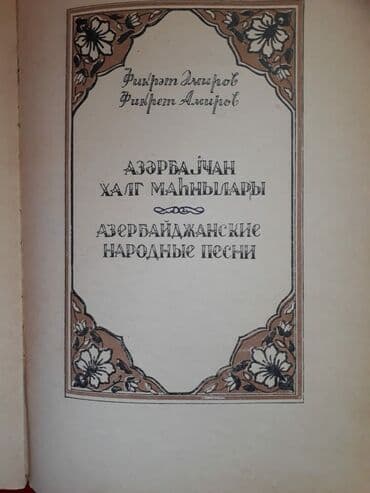 Фикрәт Әмиров
Фикрет Амиров
АЗӘРБАЈҸАН
ХАЛГ МАҺНЫЛАРЫ
АЗЕРБАЙДЖАНСКИЕ
НАРОДНЫЕ ПЕСНИ